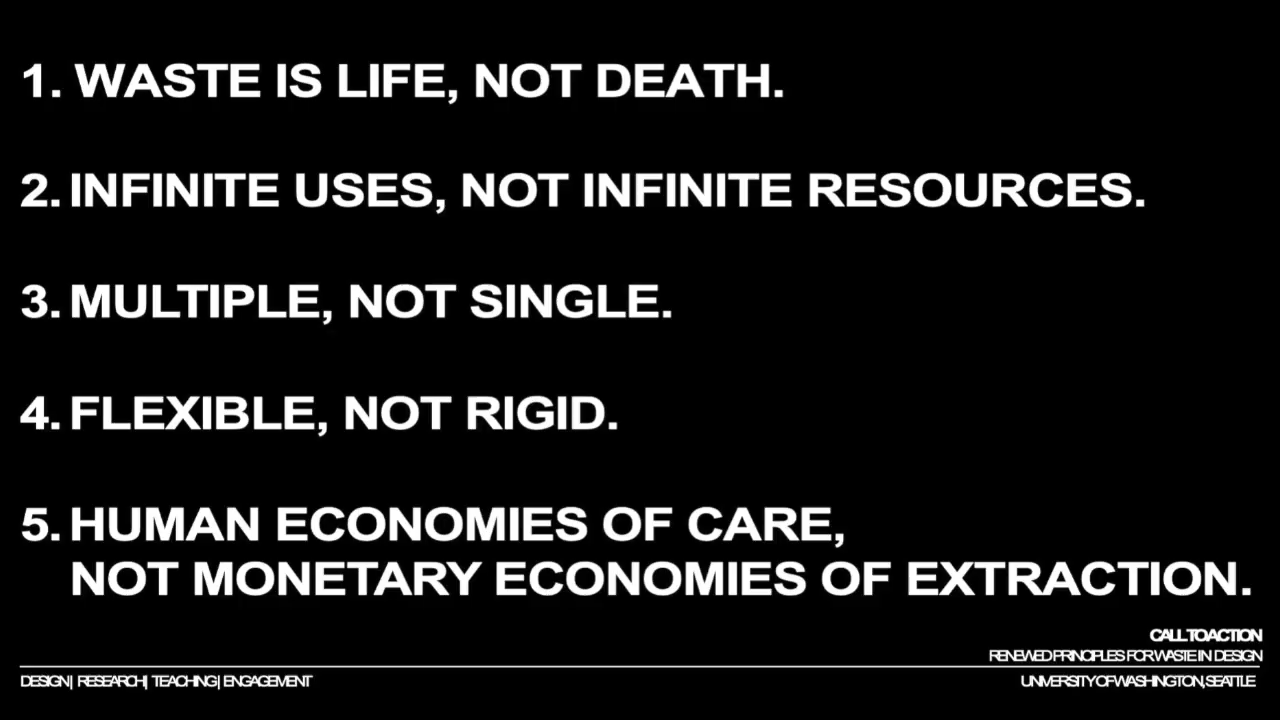 1. WASTE IS LIFE, NOT DEATH.
2. INFINITE USES, NOT INFINITE RESOURCES.
3. MULTIPLE, NOT SINGLE.
4. FLEXIBLE, NOT RIGID.
5. HUMAN ECONOMIES OF CARE,
NOT MONETARY ECONOMIES OF EXTRACTION.
CALL TO ACTION
RENEWED PRINCIPLES FOR WASTE IN DESIGN
DESIGN | RESEARCH | TEACHING | ENGAGEMENT
UNIVERSITY OF WASHINGTON, SEATTLE